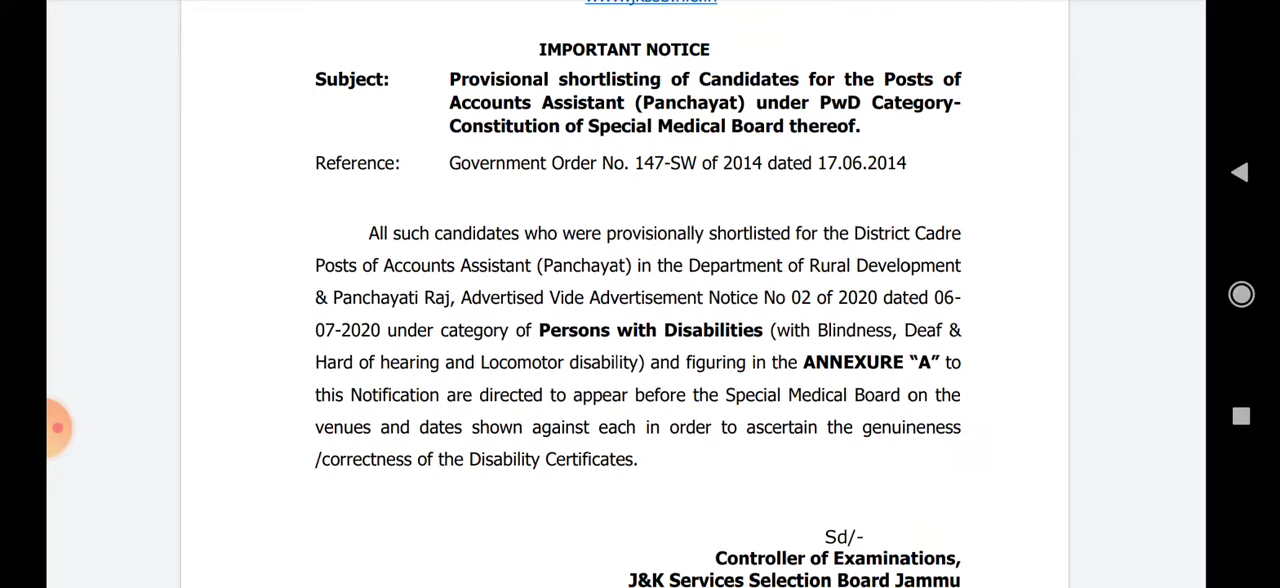 IMPORTANT NOTICE
Subject: Provisional shortlisting of Candidates for the Posts of
Accounts Assistant (Panchayat) under PwD Category-
Constitution of Special Medical Board thereof.
Reference: Government Order No. 147-SW of 2014 dated 17.06.2014
All such candidates who were provisionally shortlisted for the District Cadre
Posts of Accounts Assistant (Panchayat) in the Department of Rural Development
& Panchayati Raj, Advertised Vide Advertisement Notice No 02 of 2020 dated 06-
07-2020 under category of Persons with Disabilities (with Blindness, Deaf &
Hard of hearing and Locomotor disability) and figuring in the ANNEXURE “A” to
this Notification are directed to appear before the Special Medical Board on the
venues and dates shown against each in order to ascertain the genuineness
/correctness of the Disability Certificates.
Sd/-
Controller of Examinations,
J&K Services Selection Board Jammu